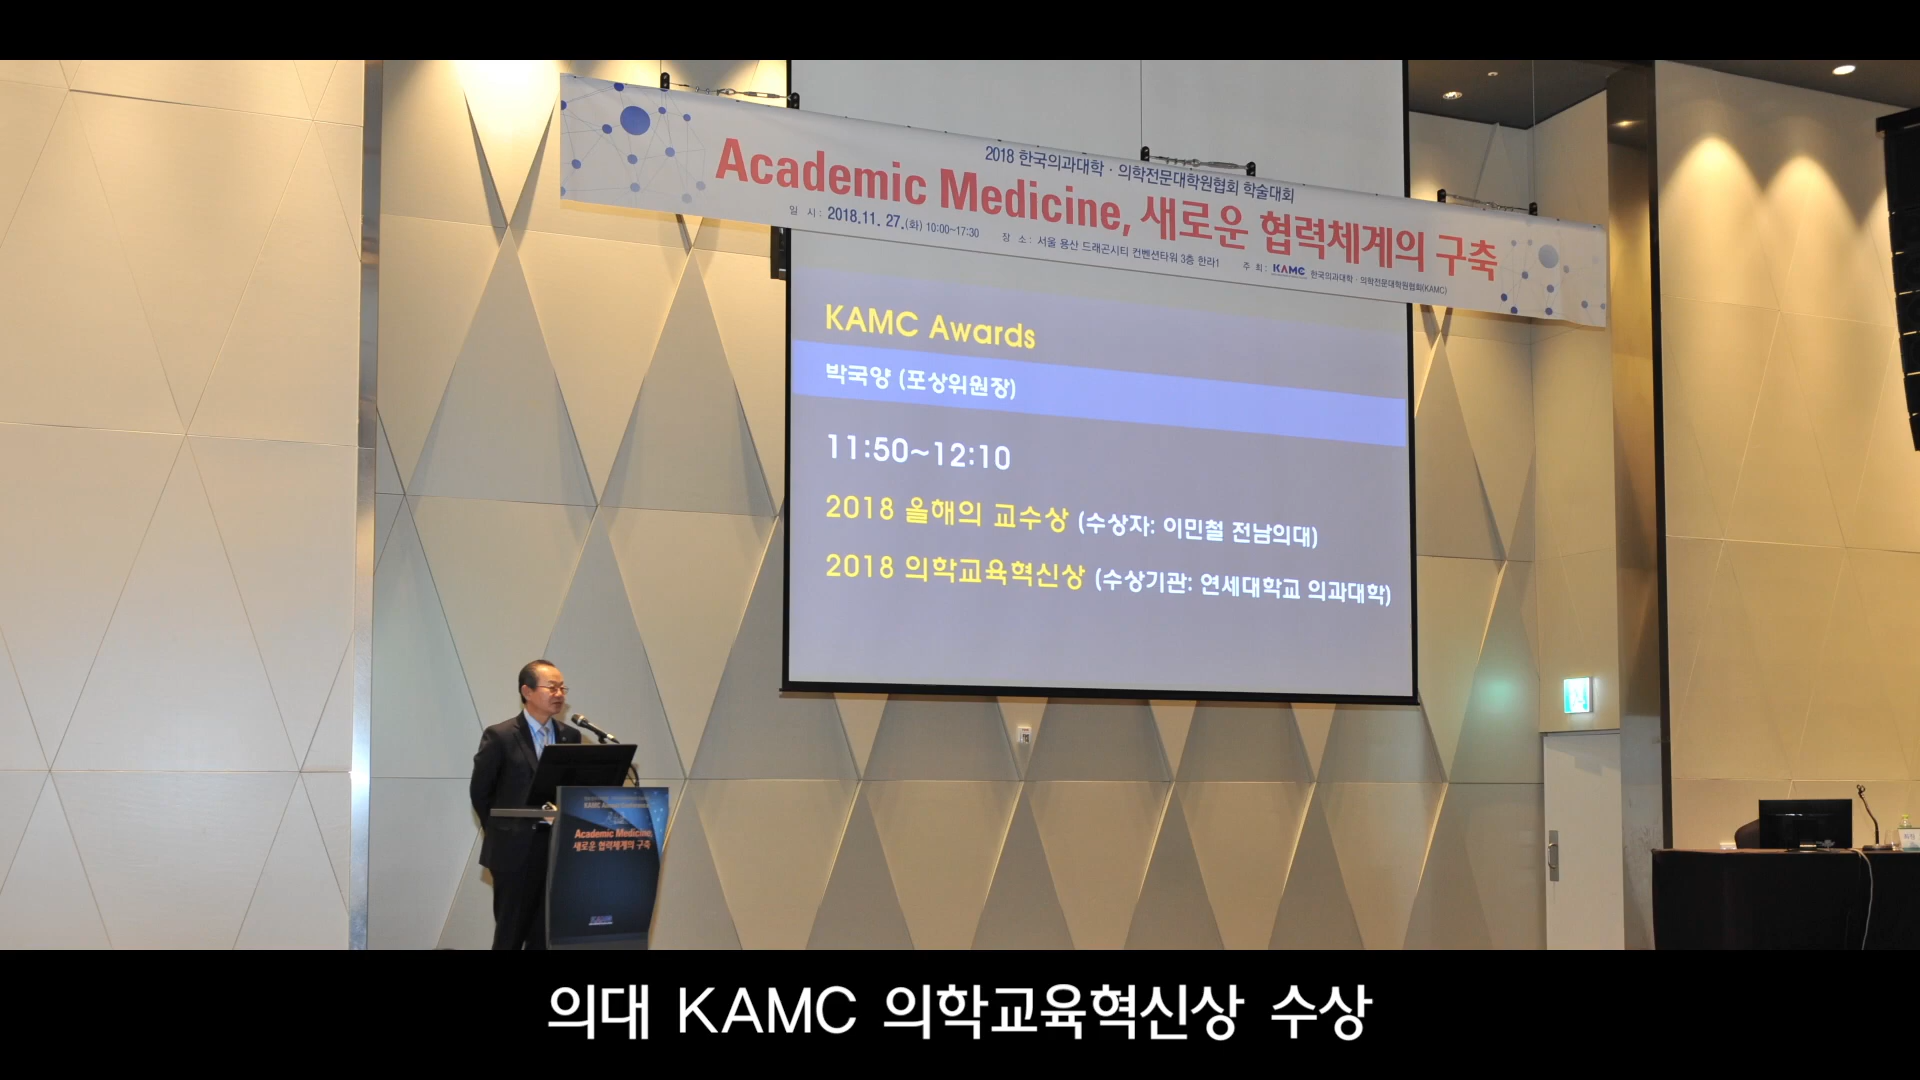 2018 한국의과대학 · 의학전문대학원협회 학술대회
Academic Medicine, 새로운 협력체계의 구축
일 시 : 2018.11. 27.(화) 10:00~17:30 장 소 : 서울 용산 드래곤시티 컨벤션타워 3층 한라1 주 최 : KAMC 한국의과대학 · 의학전문대학원협회(KAMC)
KAMC Awards
박국양 (포상위원장)
11:50~12:10
2018 올해의 교수상 (수상자: 이민철 전남의대)
2018 의학교육혁신상 (수상기관: 연세대학교 의과대학)
Academic Medicine,
새로운 협력체계의 구축
KAMC
의대 KAMC 의학교육혁신상 수상